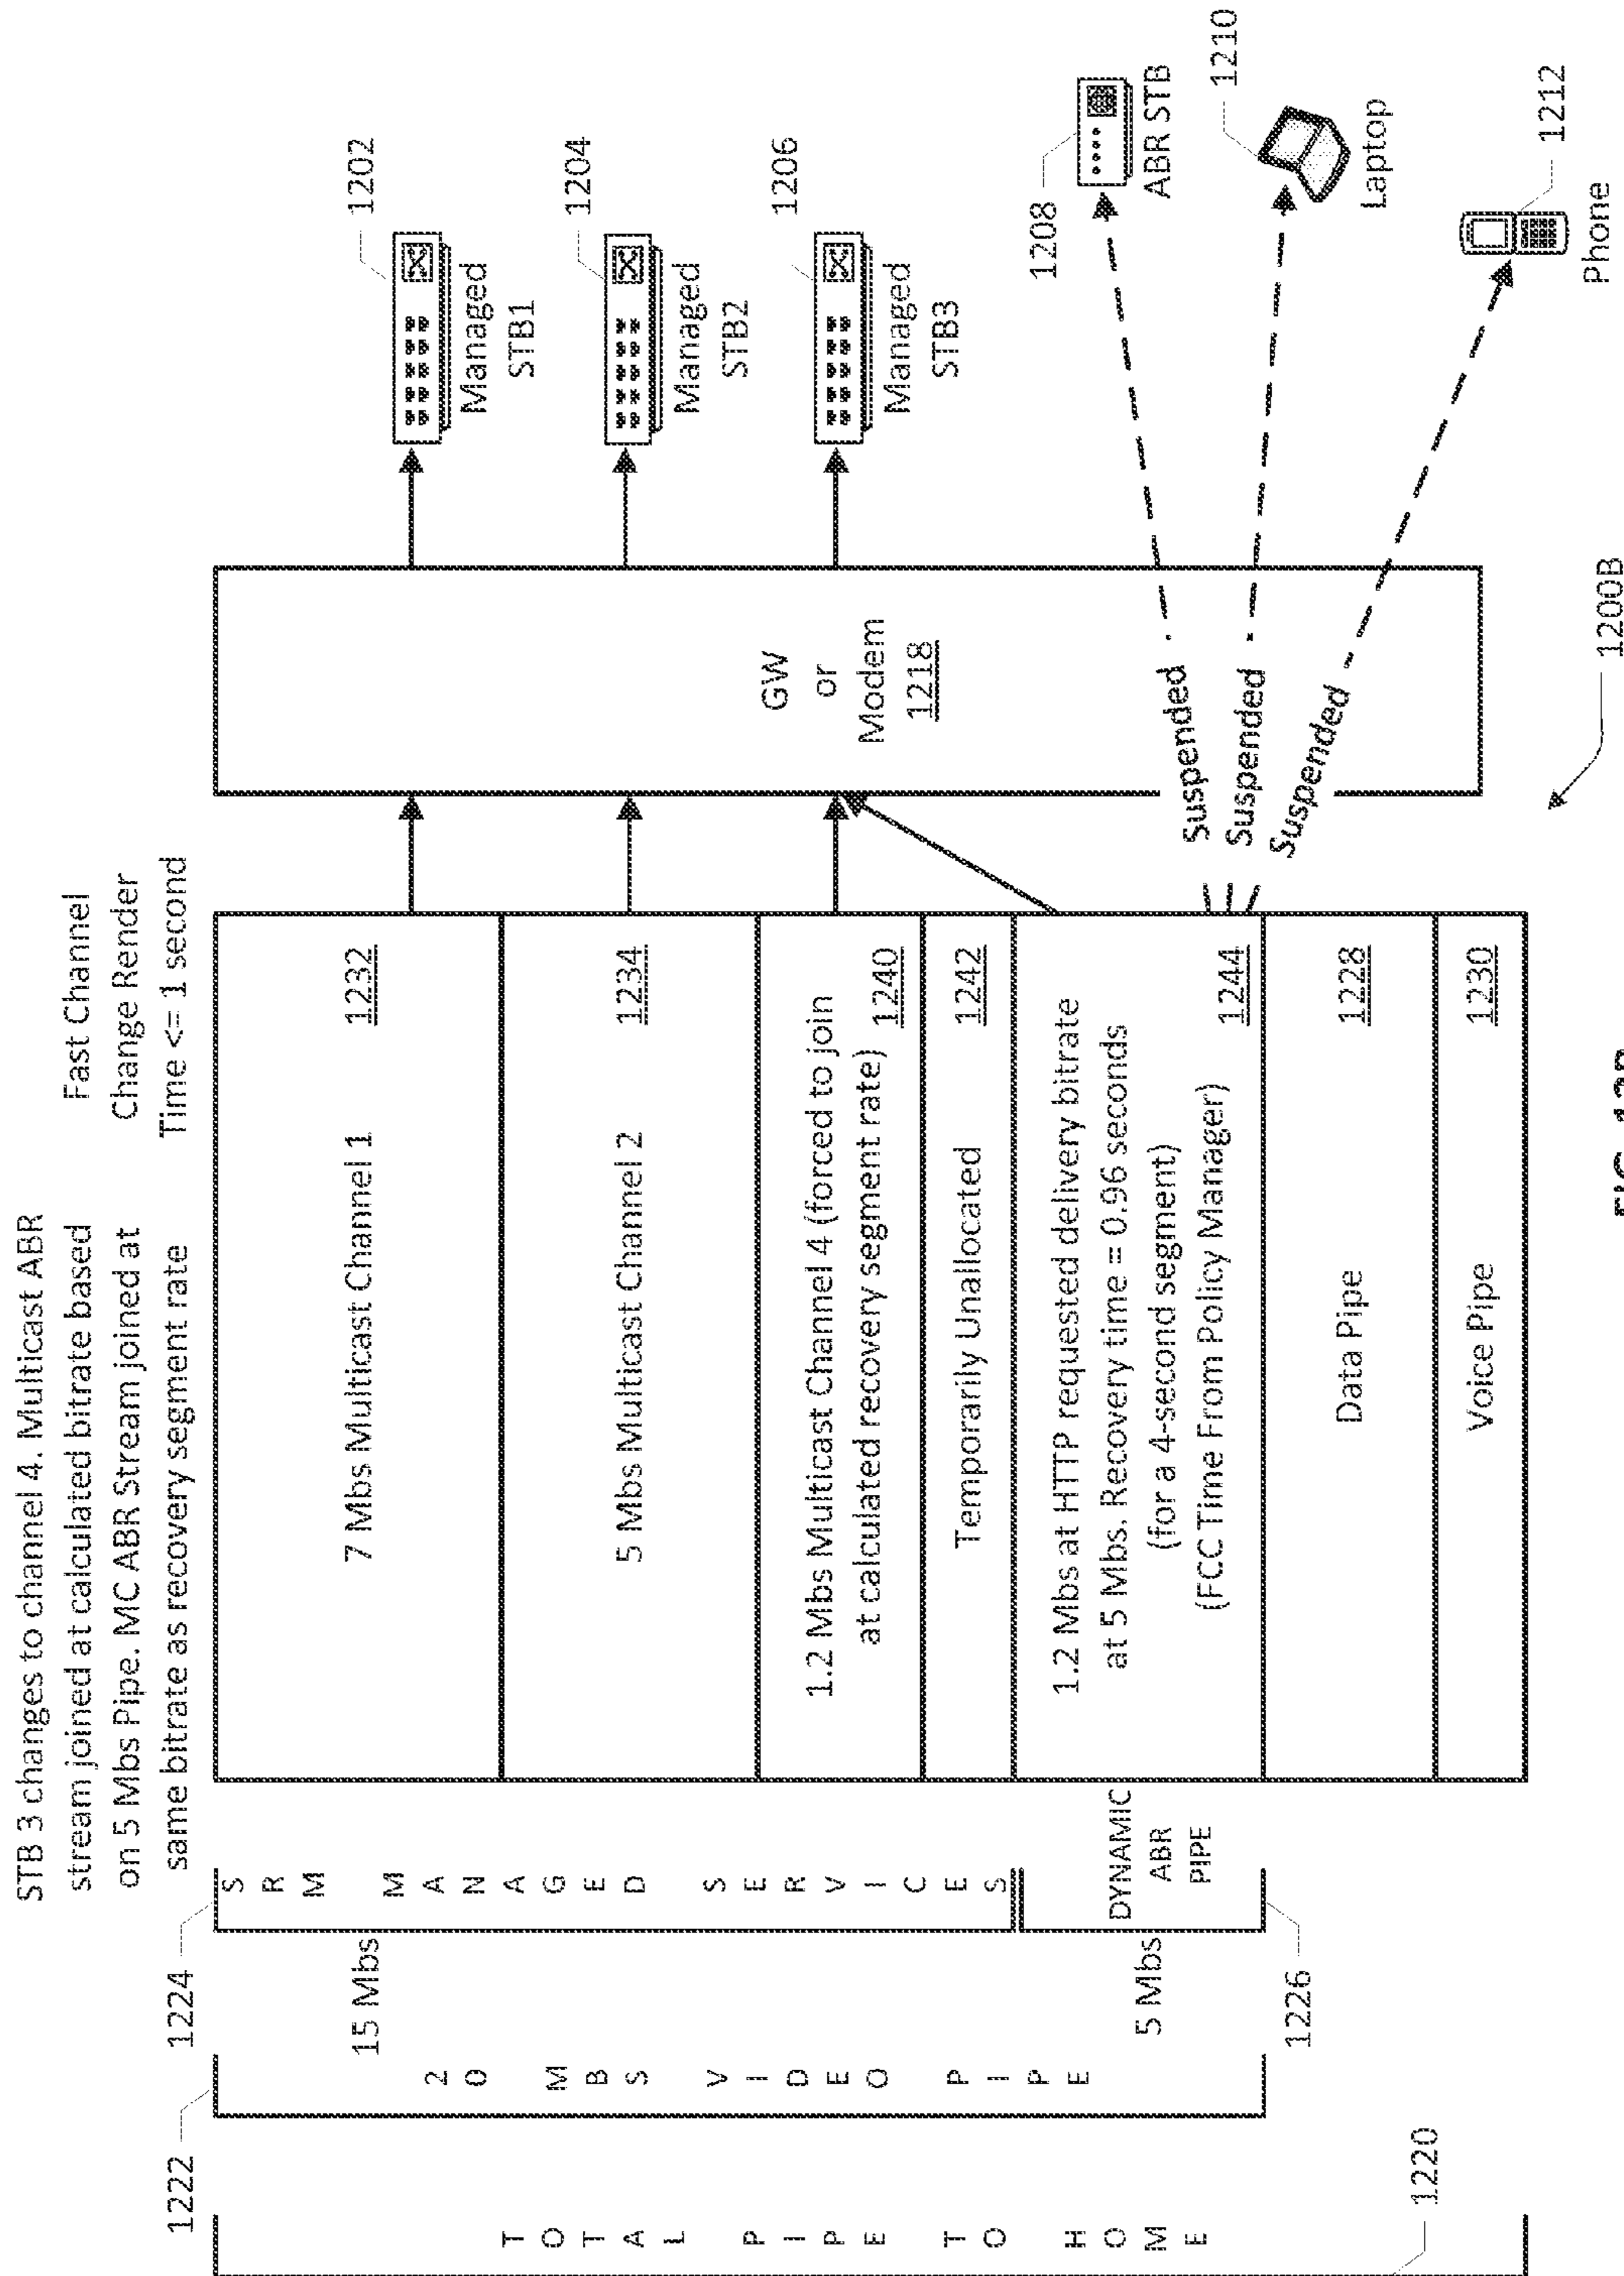 STB 3 changes to channel 4. Multicast ABR
stream joined at calculated bitrate based
on 5 Mbs Pipe. MC ABR Stream joined at
same bitrate as recovery segment rate
Fast Channel
Change Render
Time <= 1 second
1220
TOTAL PIPE TO HOME
1222
20 MBS VIDEO PIPE
1224
15 Mbs
SRM MANAGED SERVICES
5 Mbs
1226
DYNAMIC
ABR
PIPE
7 Mbs Multicast Channel 1
1232
5 Mbs Multicast Channel 2
1234
1.2 Mbs Multicast Channel 4 (forced to join
at calculated recovery segment rate)
1240
Temporarily Unallocated
1242
1.2 Mbs at HTTP requested delivery bitrate
at 5 Mbs. Recovery time = 0.96 seconds
(for a 4-second segment)
(FCC Time From Policy Manager)
1244
Data Pipe
1228
Voice Pipe
1230
GW
or
Modem
1218
Suspended
Suspended
Suspended
1202
Managed
STB1
1204
Managed
STB2
1206
Managed
STB3
1208
ABR STB
1210
Laptop
1212
Phone
1200B